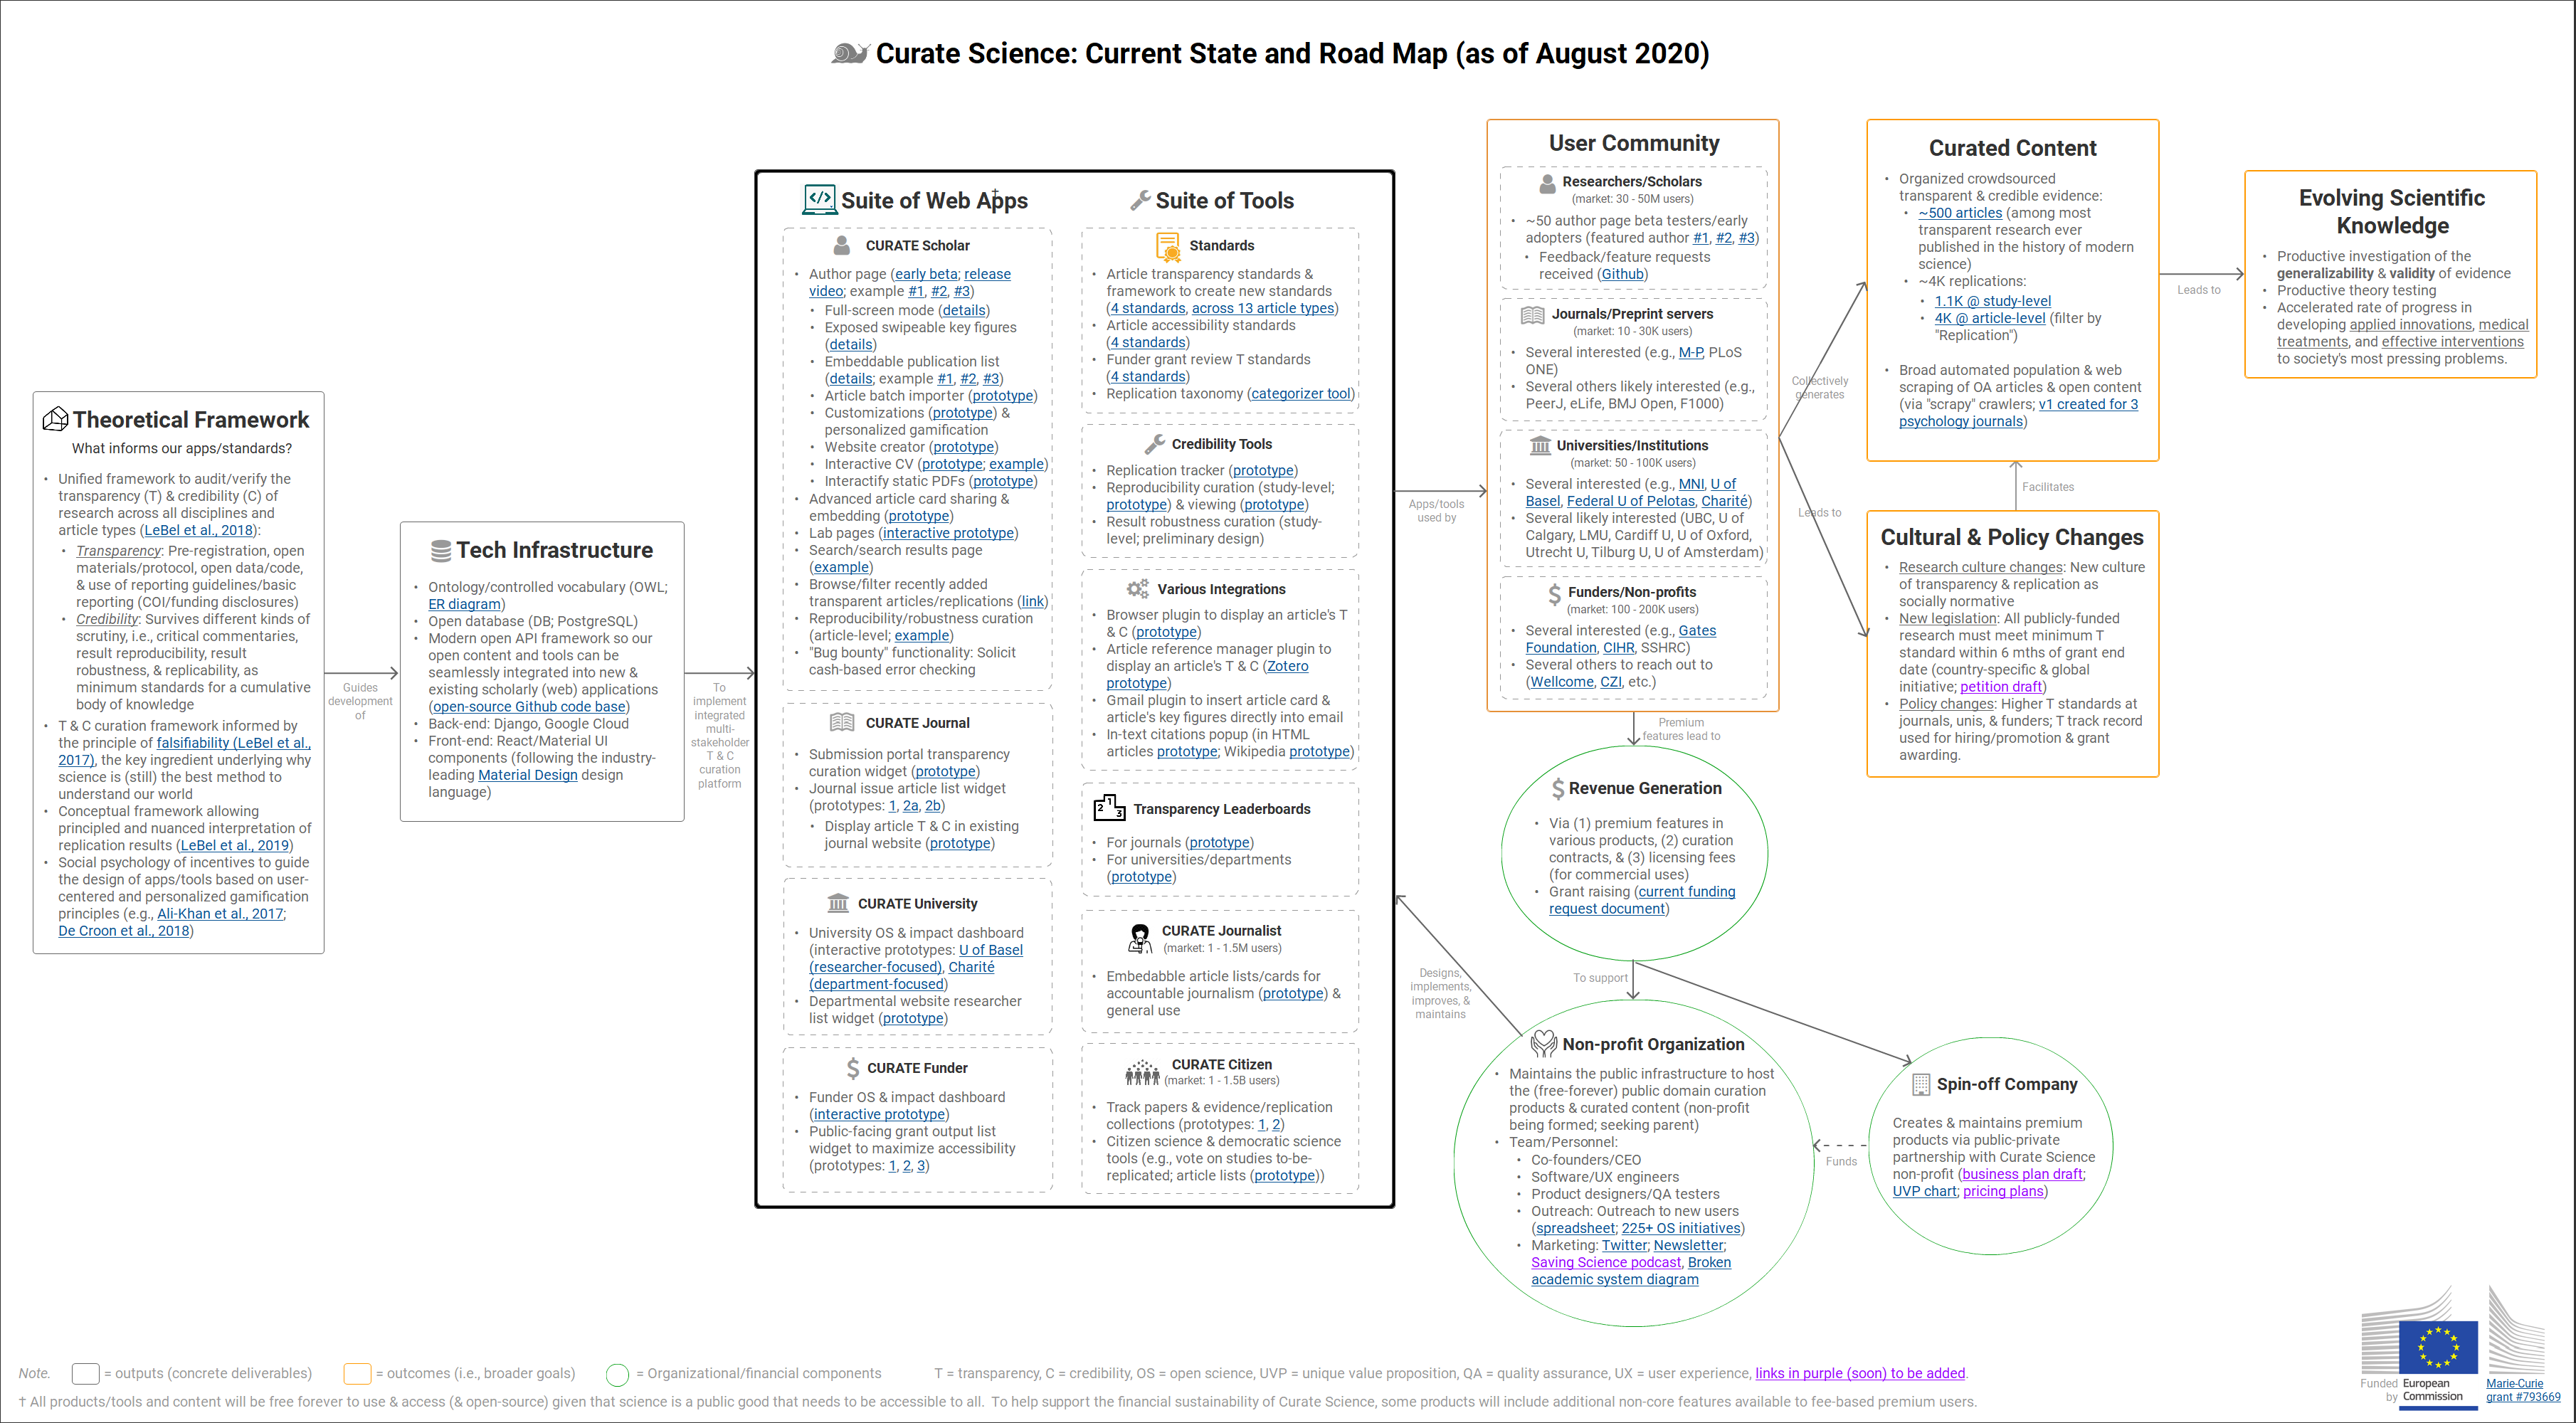 Curate Science: Current State and Road Map (as of August 2020)
Theoretical Framework
What informs our apps/standards?
• Unified framework to audit/verify the
transparency (T) & credibility (C) of
research across all disciplines and
article types (LeBel et al., 2018):
• Transparency: Pre-registration, open
materials/protocol, open data/code,
& use of reporting guidelines/basic
reporting (COI/funding disclosures)
• Credibility: Survives different kinds of
scrutiny, i.e., critical commentaries,
result reproducibility, result
robustness, & replicability, as
minimum standards for a cumulative
body of knowledge
• T & C curation framework informed by
the principle of falsifiability (LeBel et al.,
2017), the key ingredient underlying why
science is (still) the best method to
understand our world
• Conceptual framework allowing
principled and nuanced interpretation of
replication results (LeBel et al., 2019)
• Social psychology of incentives to guide
the design of apps/tools based on user-
centered and personalized gamification
principles (e.g., Ali-Khan et al., 2017;
De Croon et al., 2018)
Guides
development
of
Tech Infrastructure
• Ontology/controlled vocabulary (OWL;
ER diagram)
• Open database (DB; PostgreSQL)
• Modern open API framework so our
open content and tools can be
seamlessly integrated into new &
existing scholarly (web) applications
(open-source Github code base)
• Back-end: Django, Google Cloud
• Front-end: React/Material UI
components (following the industry-
leading Material Design design
language)
To
implement
integrated
multi-
stakeholder
T & C
curation
platform
Suite of Web Apps†
CURATE Scholar
• Author page (early beta; release
video; example #1, #2, #3)
• Full-screen mode (details)
• Exposed swipeable key figures
(details)
• Embeddable publication list
(details; example #1, #2, #3)
• Article batch importer (prototype)
• Customizations (prototype) &
personalized gamification
• Website creator (prototype)
• Interactive CV (prototype; example)
• Interactify static PDFs (prototype)
• Advanced article card sharing &
embedding (prototype)
• Lab pages (interactive prototype)
• Search/search results page
(example)
• Browse/filter recently added
transparent articles/replications (link)
• Reproducibility/robustness curation
(article-level; example)
• "Bug bounty" functionality: Solicit
cash-based error checking
CURATE Journal
• Submission portal transparency
curation widget (prototype)
• Journal issue article list widget
(prototypes: 1, 2a, 2b)
• Display article T & C in existing
journal website (prototype)
CURATE University
• University OS & impact dashboard
(interactive prototypes: U of Basel
(researcher-focused), Charité
(department-focused)
• Departmental website researcher
list widget (prototype)
CURATE Funder
• Funder OS & impact dashboard
(interactive prototype)
• Public-facing grant output list
widget to maximize accessibility
(prototypes: 1, 2, 3)
Suite of Tools
Standards
• Article transparency standards &
framework to create new standards
(4 standards, across 13 article types)
• Article accessibility standards
(4 standards)
• Funder grant review T standards
(4 standards)
• Replication taxonomy (categorizer tool)
Credibility Tools
• Replication tracker (prototype)
• Reproducibility curation (study-level;
prototype) & viewing (prototype)
• Result robustness curation (study-
level; preliminary design)
Various Integrations
• Browser plugin to display an article's T
& C (prototype)
• Article reference manager plugin to
display an article's T & C (Zotero
prototype)
• Gmail plugin to insert article card &
article's key figures directly into email
• In-text citations popup (in HTML
articles prototype; Wikipedia prototype)
2 1 3
Transparency Leaderboards
• For journals (prototype)
• For universities/departments
(prototype)
CURATE Journalist
(market: 1 - 1.5M users)
• Embedabble article lists/cards for
accountable journalism (prototype) &
general use
CURATE Citizen
(market: 1 - 1.5B users)
• Track papers & evidence/replication
collections (prototypes: 1, 2)
• Citizen science & democratic science
tools (e.g., vote on studies to-be-
replicated; article lists (prototype))
Apps/tools
used by
User Community
Researchers/Scholars
(market: 30 - 50M users)
• ~50 author page beta testers/early
adopters (featured author #1, #2, #3)
• Feedback/feature requests
received (Github)
Journals/Preprint servers
(market: 10 - 30K users)
• Several interested (e.g., M-P, PLoS
ONE)
• Several others likely interested (e.g.,
PeerJ, eLife, BMJ Open, F1000)
Universities/Institutions
(market: 50 - 100K users)
• Several interested (e.g., MNI, U of
Basel, Federal U of Pelotas, Charité)
• Several likely interested (UBC, U of
Calgary, LMU, Cardiff U, U of Oxford,
Utrecht U, Tilburg U, U of Amsterdam)
Funders/Non-profits
(market: 100 - 200K users)
• Several interested (e.g., Gates
Foundation, CIHR, SSHRC)
• Several others to reach out to
(Wellcome, CZI, etc.)
Collectively
generates
Leads to
Curated Content
• Organized crowdsourced
transparent & credible evidence:
• ~500 articles (among most
transparent research ever
published in the history of modern
science)
• ~4K replications:
• 1.1K @ study-level
• 4K @ article-level (filter by
"Replication")
• Broad automated population & web
scraping of OA articles & open content
(via "scrapy" crawlers; v1 created for 3
psychology journals)
Facilitates
Cultural & Policy Changes
• Research culture changes: New culture
of transparency & replication as
socially normative
• New legislation: All publicly-funded
research must meet minimum T
standard within 6 mths of grant end
date (country-specific & global
initiative; petition draft)
• Policy changes: Higher T standards at
journals, unis, & funders; T track record
used for hiring/promotion & grant
awarding.
Leads to
Evolving Scientific
Knowledge
• Productive investigation of the
generalizability & validity of evidence
• Productive theory testing
• Accelerated rate of progress in
developing applied innovations, medical
treatments, and effective interventions
to society's most pressing problems.
Premium
features lead to
Revenue Generation
• Via (1) premium features in
various products, (2) curation
contracts, & (3) licensing fees
(for commercial uses)
• Grant raising (current funding
request document)
To support
Designs,
implements,
improves, &
maintains
Non-profit Organization
• Maintains the public infrastructure to host
the (free-forever) public domain curation
products & curated content (non-profit
being formed; seeking parent)
• Team/Personnel:
• Co-founders/CEO
• Software/UX engineers
• Product designers/QA testers
• Outreach: Outreach to new users
(spreadsheet; 225+ OS initiatives)
• Marketing: Twitter; Newsletter;
Saving Science podcast, Broken
academic system diagram
Funds
Spin-off Company
Creates & maintains premium
products via public-private
partnership with Curate Science
non-profit (business plan draft;
UVP chart; pricing plans)
Note. = outputs (concrete deliverables) = outcomes (i.e., broader goals) = Organizational/financial components T = transparency, C = credibility, OS = open science, UVP = unique value proposition, QA = quality assurance, UX = user experience, links in purple (soon) to be added.
† All products/tools and content will be free forever to use & access (& open-source) given that science is a public good that needs to be accessible to all. To help support the financial sustainability of Curate Science, some products will include additional non-core features available to fee-based premium users.
Funded
by
European
Commission
Marie-Curie
grant #793669